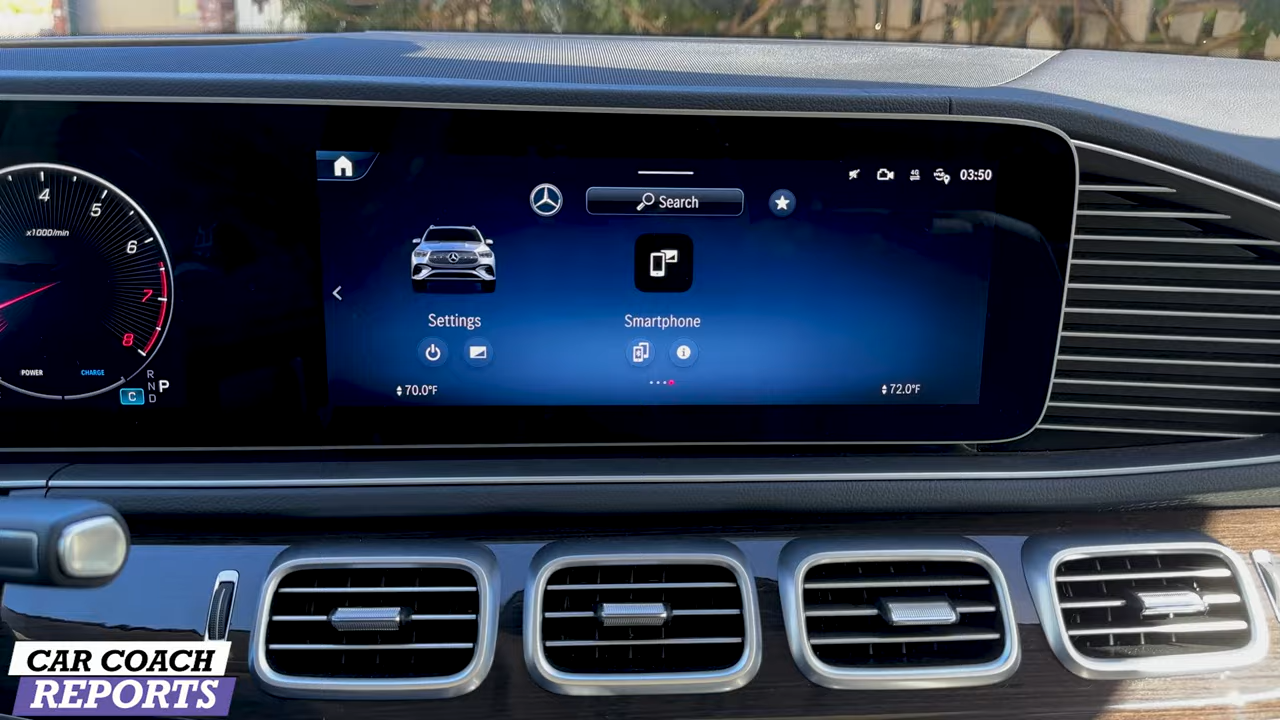 4
5
x1000/min
6
7
8
POWER
CHARGE
R
N
D
P
C
Search
4G
03:50
Settings
Smartphone
70.0°F
72.0°F
CAR COACH
REPORTS